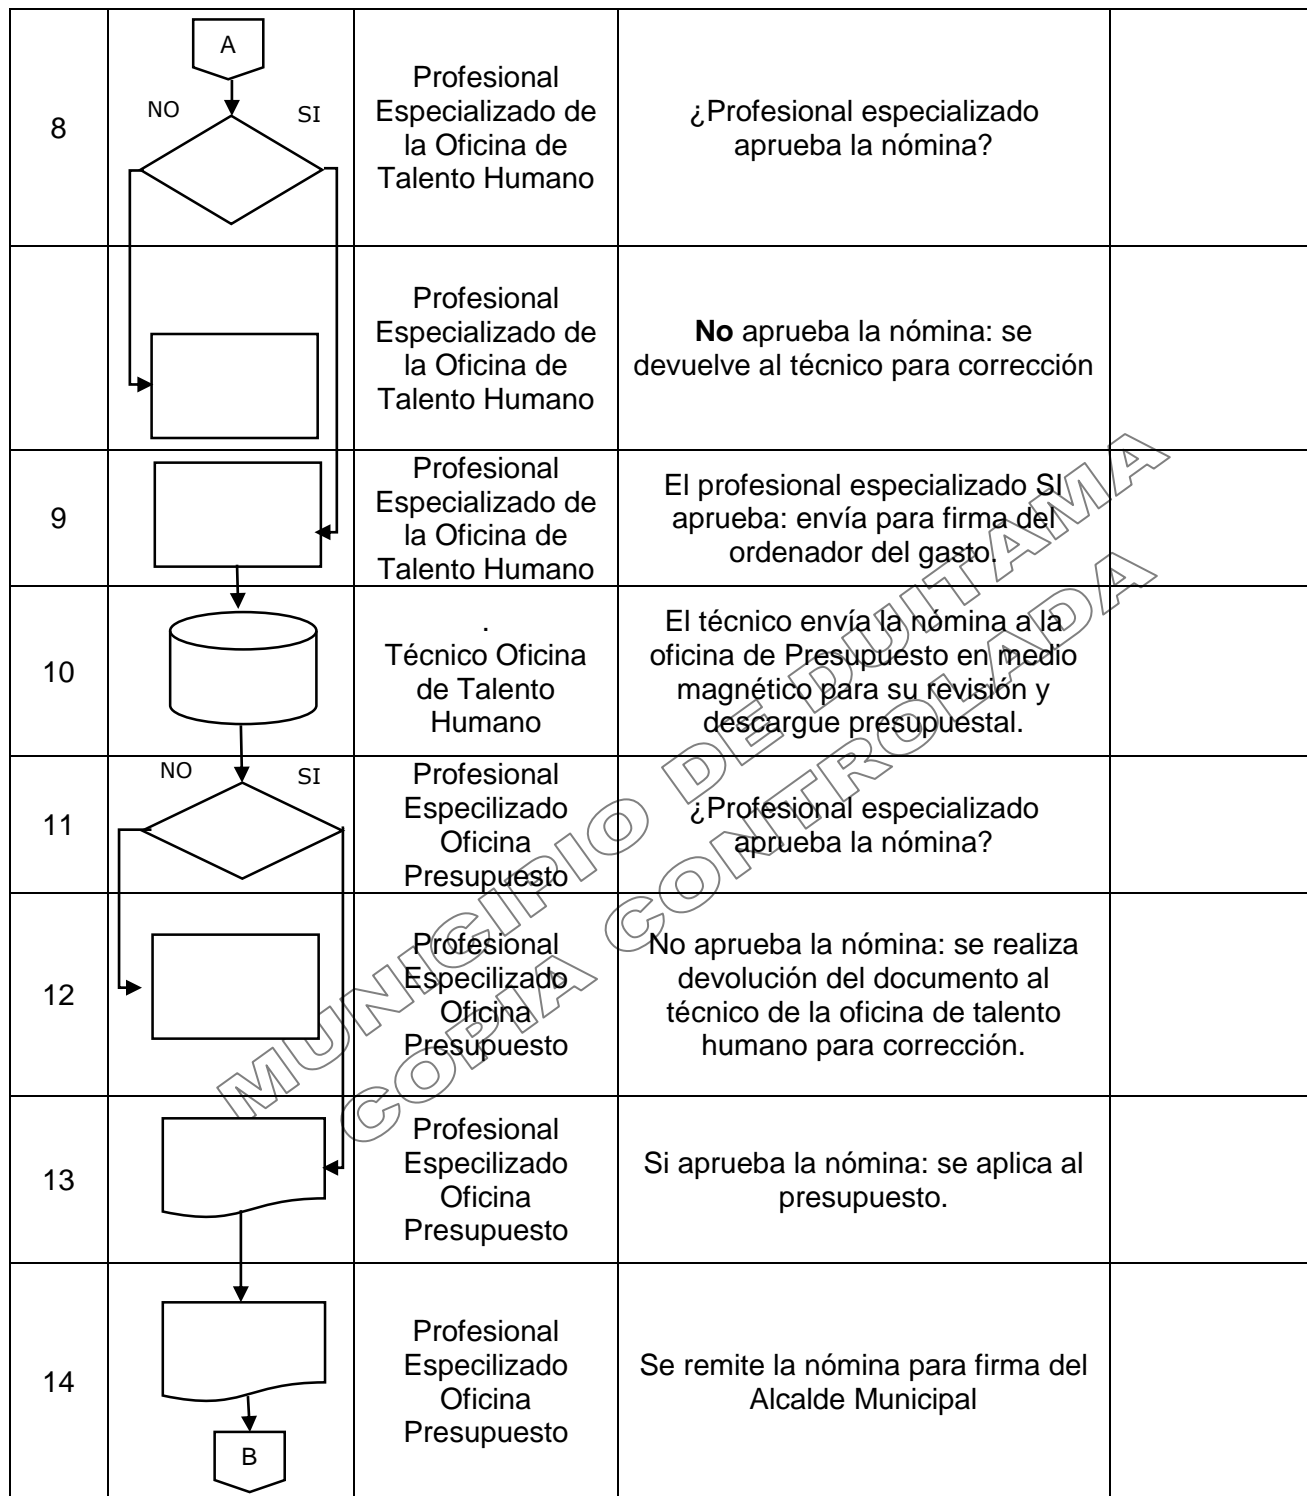 A
NO
SI
8
Profesional
Especializado de
la Oficina de
Talento Humano
¿Profesional especializado
aprueba la nómina?
Profesional
Especializado de
la Oficina de
Talento Humano
No aprueba la nómina: se
devuelve al técnico para corrección
9
Profesional
Especializado de
la Oficina de
Talento Humano
El profesional especializado SI
aprueba: envía para firma del
ordenador del gasto.
10
.
Técnico Oficina
de Talento
Humano
El técnico envía la nómina a la
oficina de Presupuesto en medio
magnético para su revisión y
descargue presupuestal.
NO
SI
11
Profesional
Especilizado
Oficina
Presupuesto
¿Profesional especializado
aprueba la nómina?
12
Profesional
Especilizado
Oficina
Presupuesto
No aprueba la nómina: se realiza
devolución del documento al
técnico de la oficina de talento
humano para corrección.
13
Profesional
Especilizado
Oficina
Presupuesto
Si aprueba la nómina: se aplica al
presupuesto.
14
Profesional
Especilizado
Oficina
Presupuesto
Se remite la nómina para firma del
Alcalde Municipal
B
MUNICIPIO DE DUITAMA
COPIA CONTROLADA